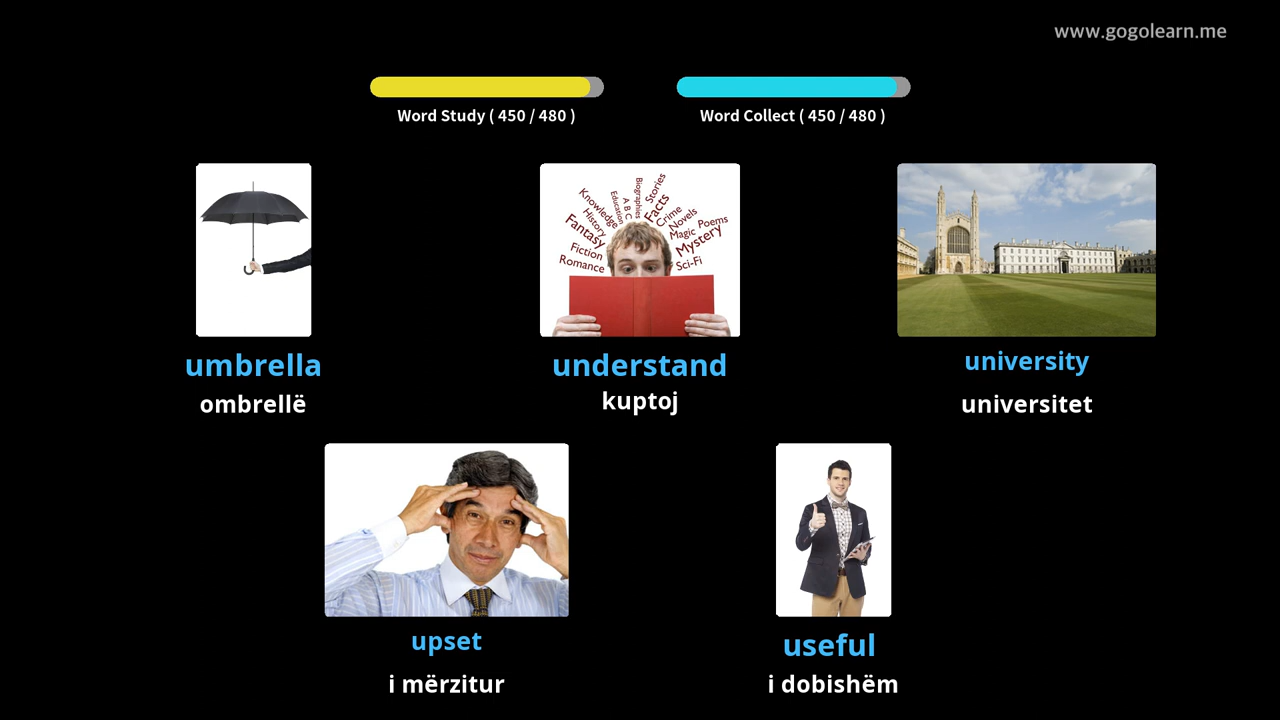 www.gogolearn.me
Word Study ( 450 / 480 )
Word Collect ( 450 / 480 )
Knowledge
Education
A B C
Biographies
Stories
Facts
History
Crime
Novels
Fantasy
Magic
Poems
Mystery
Fiction
Romance
Sci-Fi
umbrella
ombrellë
understand
kuptoj
university
universitet
upset
i mërzitur
useful
i dobishëm